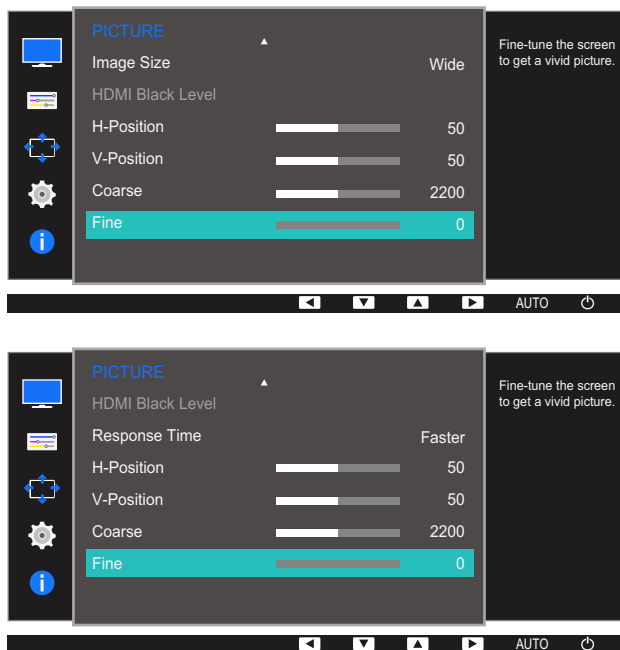 PICTURE
Image Size Wide
HDMI Black Level
H-Position 50
V-Position 50
Coarse 2200
Fine 0
Fine-tune the screen
to get a vivid picture.
AUTO
PICTURE
HDMI Black Level
Response Time Faster
H-Position 50
V-Position 50
Coarse 2200
Fine 0
Fine-tune the screen
to get a vivid picture.
AUTO